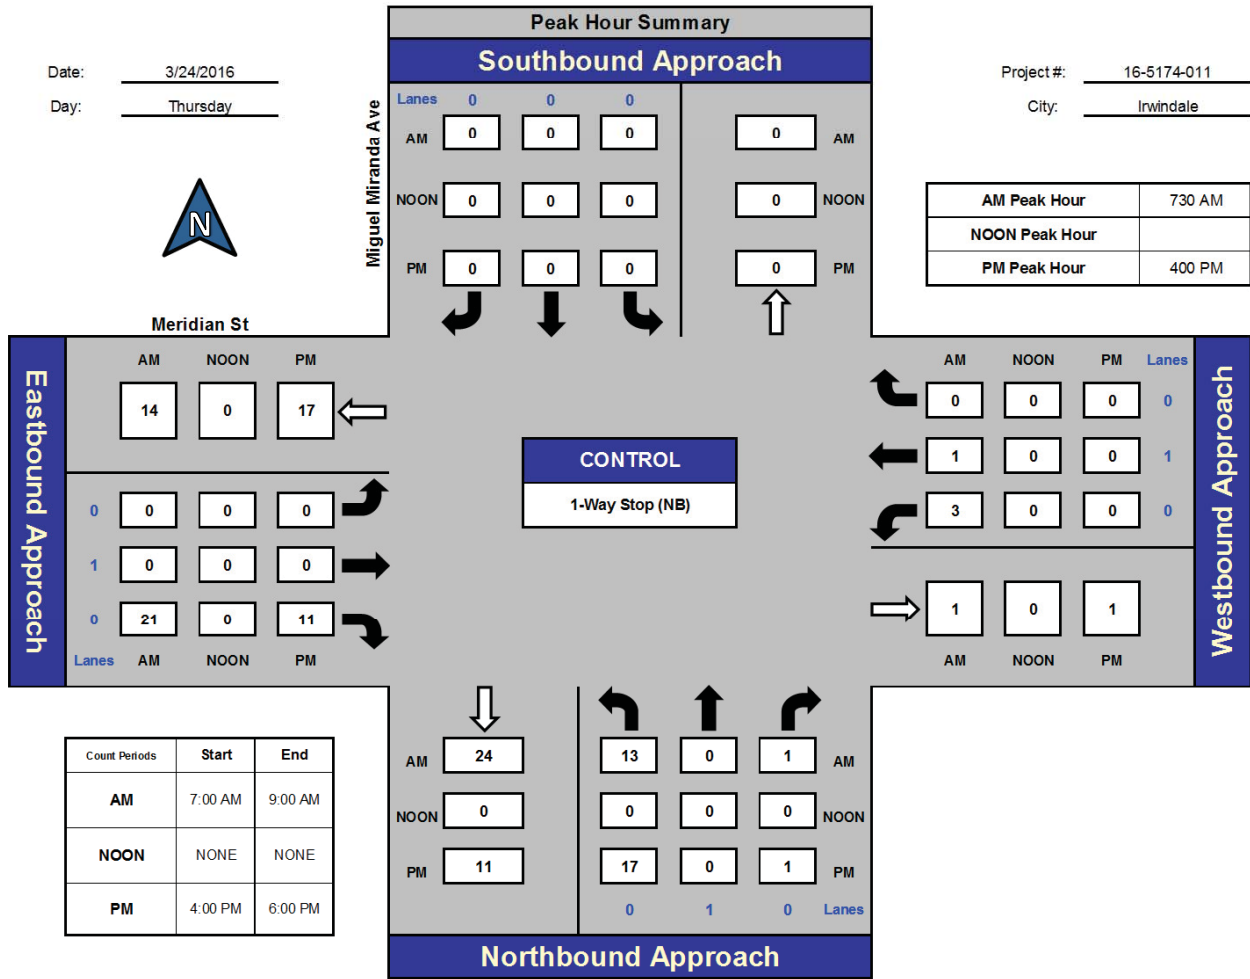 Peak Hour Summary
Southbound Approach
Date: 3/24/2016
Day: Thursday
Project #: 16-5174-011
City: Irwindale
Miguel Miranda Ave
Lanes 0 0 0
AM 0 0 0 0 AM
NOON 0 0 0 0 NOON
PM 0 0 0 0 PM
N
AM Peak Hour 730 AM
NOON Peak Hour
PM Peak Hour 400 PM
Meridian St
Eastbound Approach
AM NOON PM
14 0 17
0 0 0 0
1 0 0 0
0 21 0 11
Lanes AM NOON PM
CONTROL
1-Way Stop (NB)
AM NOON PM Lanes
0 0 0 0
1 0 0 1
3 0 0 0
1 0 1
AM NOON PM
Westbound Approach
Count Periods Start End
AM 7:00 AM 9:00 AM
NOON NONE NONE
PM 4:00 PM 6:00 PM
AM 24 13 0 1 AM
NOON 0 0 0 0 NOON
PM 11 17 0 1 PM
0 1 0 Lanes
Northbound Approach